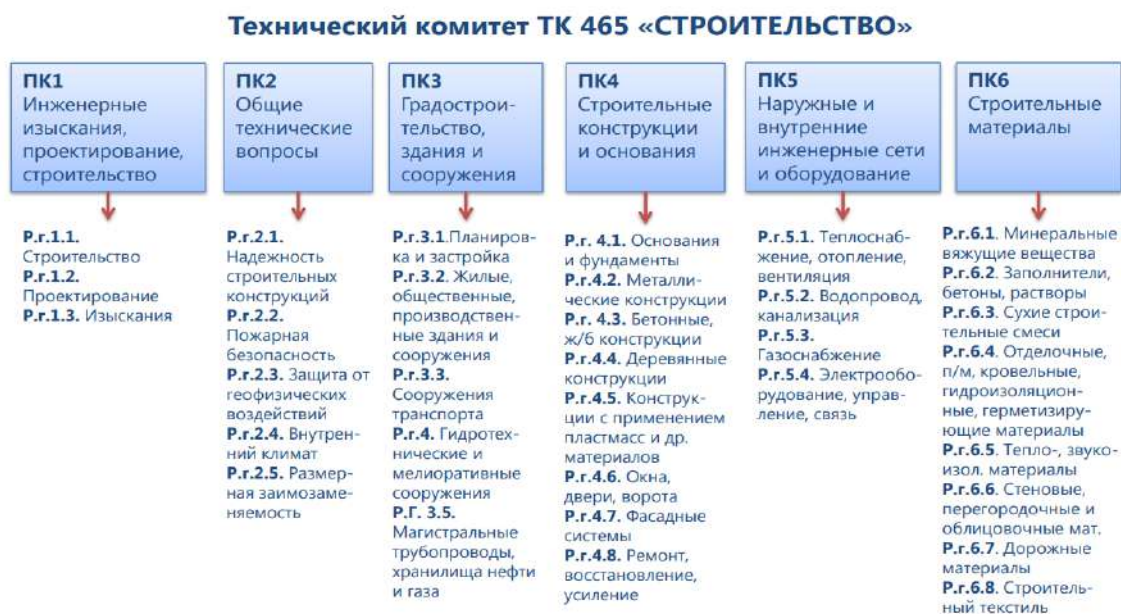 Технический комитет ТК 465 «СТРОИТЕЛЬСТВО»
ПК1
Инженерные
изыскания,
проектирование,
строительство
Р.г.1.1.
Строительство
Р.г.1.2.
Проектирование
Р.г.1.3. Изыскания
ПК2
Общие
технические
вопросы
Р.г.2.1.
Надежность
строительных
конструкций
Р.г.2.2.
Пожарная
безопасность
Р.г.2.3. Защита от
геофизических
воздействий
Р.г.2.4. Внутрен-
ний климат
Р.г.2.5. Размер-
ная заимозаме-
няемость
ПК3
Градострои-
тельство,
здания и
сооружения
Р.г.3.1.Планиров-
ка и застройка
Р.г.3.2. Жилые,
общественные,
производствен-
ные здания и
сооружения
Р.г.3.3.
Сооружения
транспорта
Р.г.4. Гидротех-
нические и
мелиоративные
сооружения
Р.Г. 3.5.
Магистральные
трубопроводы,
хранилища нефти
и газа
ПК4
Строительные
конструкции
и основания
Р.г. 4.1. Основания
и фундаменты
Р.г.4.2. Металли-
ческие конструкции
Р.г. 4.3. Бетонные,
ж/б конструкции
Р.г.4.4. Деревянные
конструкции
Р.г.4.5. Конструк-
ции с применением
пластмасс и др.
материалов
Р.г.4.6. Окна,
двери, ворота
Р.г.4.7. Фасадные
системы
Р.г.4.8. Ремонт,
восстановление,
усиление
ПК5
Наружные и
внутренние
инженерные сети
и оборудование
Р.г.5.1. Теплоснаб-
жение, отопление,
вентиляция
Р.г.5.2. Водопровод,
канализация
Р.г.5.3.
Газоснабжение
Р.г.5.4. Электрообо-
рудование, управ-
ление, связь
ПК6
Строительные
материалы
Р.г.6.1. Минеральные
вяжущие вещества
Р.г.6.2. Заполнители,
бетоны, растворы
Р.г.6.3. Сухие строи-
тельные смеси
Р.г.6.4. Отделочные,
п/м, кровельные,
гидроизоляцион-
ные, герметизиру-
ющие материалы
Р.г.6.5. Тепло-, звуко-
изол. материалы
Р.г.6.6. Стеновые,
перегородочные и
облицовочные мат.
Р.г.6.7. Дорожные
материалы
Р.г.6.8. Строитель-
ный текстиль